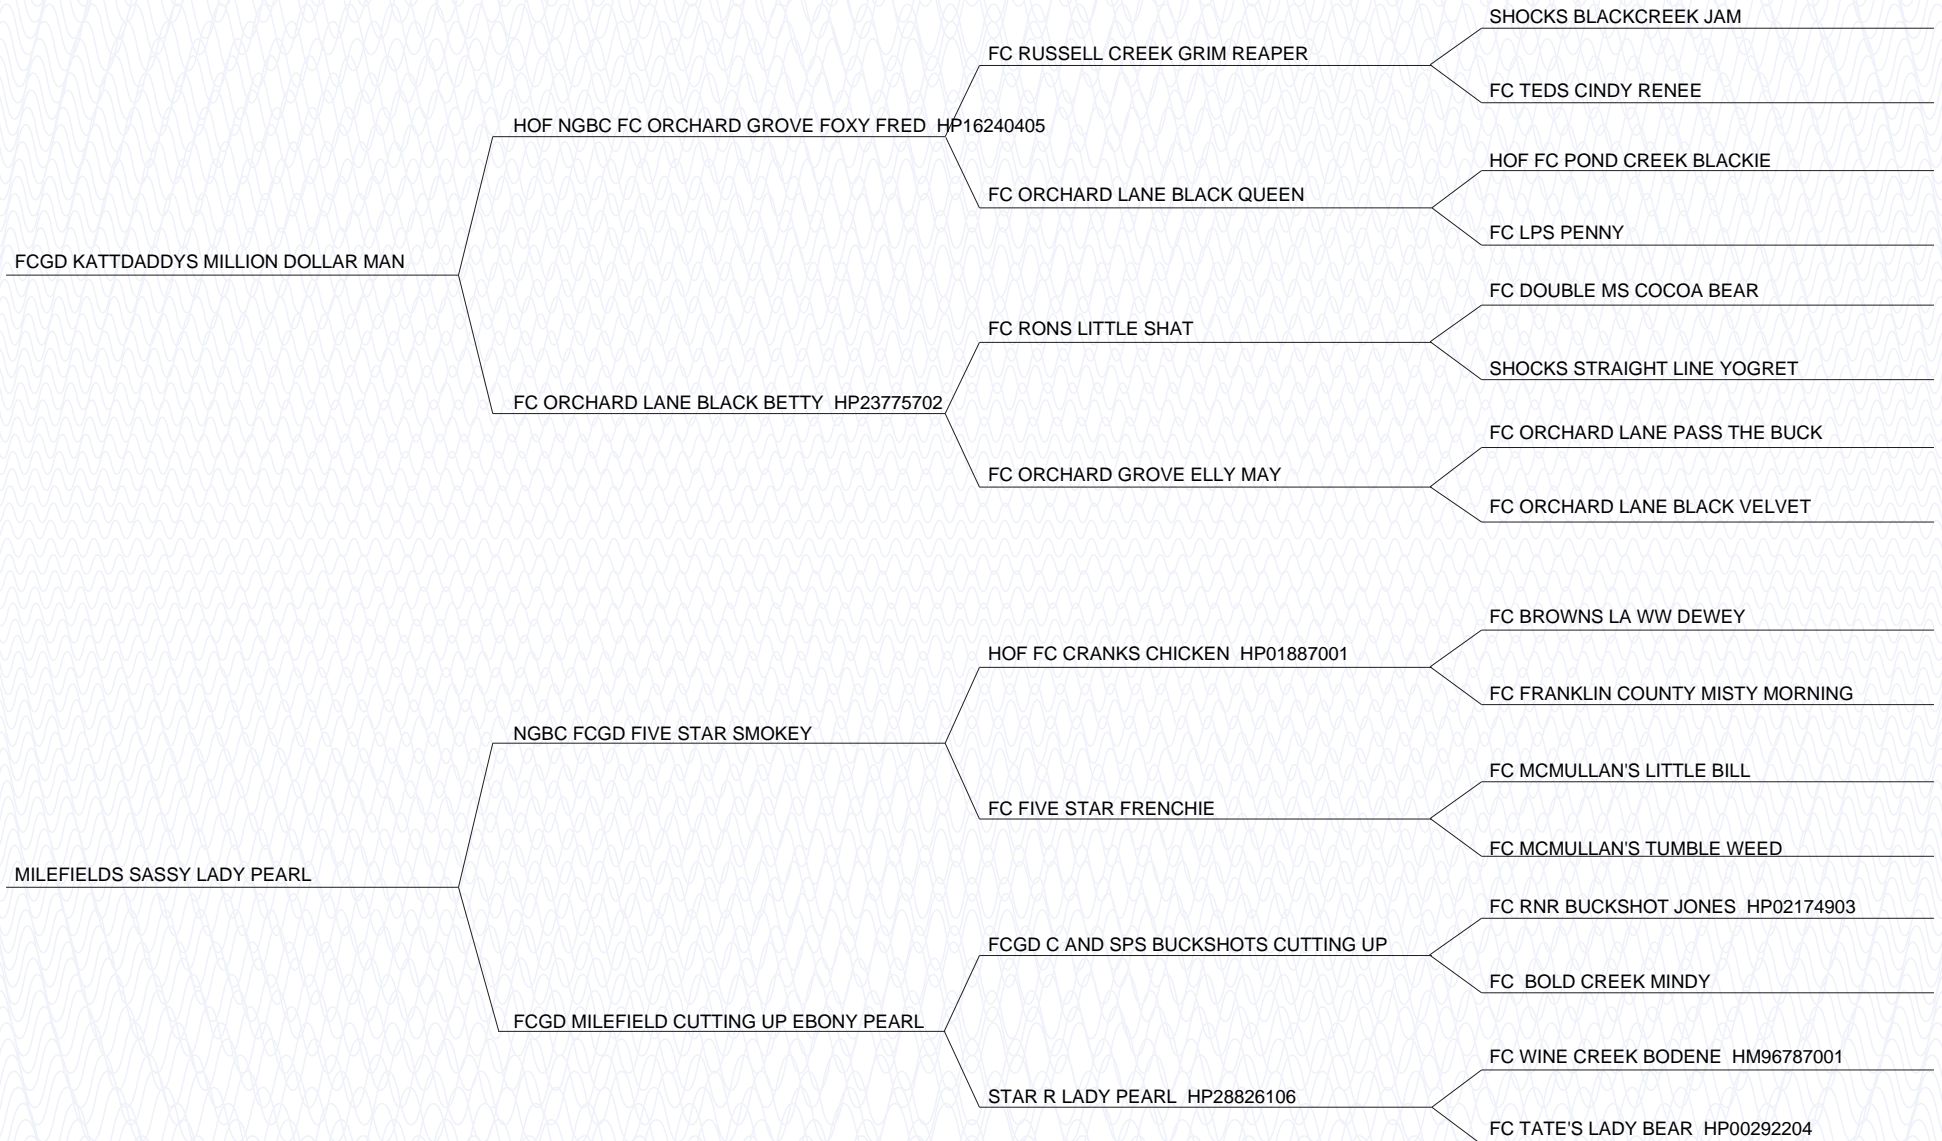 SHOCKS BLACKCREEK JAM
FC RUSSELL CREEK GRIM REAPER
FC TEDS CINDY RENEE
HOF NGBC FC ORCHARD GROVE FOXY FRED HP16240405
HOF FC POND CREEK BLACKIE
FC ORCHARD LANE BLACK QUEEN
FC LPS PENNY
FCGD KATTDADDYS MILLION DOLLAR MAN
FC DOUBLE MS COCOA BEAR
FC RONS LITTLE SHAT
SHOCKS STRAIGHT LINE YOGRET
FC ORCHARD LANE BLACK BETTY HP23775702
FC ORCHARD LANE PASS THE BUCK
FC ORCHARD GROVE ELLY MAY
FC ORCHARD LANE BLACK VELVET
FC BROWNS LA WW DEWEY
HOF FC CRANKS CHICKEN HP01887001
FC FRANKLIN COUNTY MISTY MORNING
NGBC FCGD FIVE STAR SMOKEY
FC MCMULLAN'S LITTLE BILL
FC FIVE STAR FRENCHIE
FC MCMULLAN'S TUMBLE WEED
MILEFIELDS SASSY LADY PEARL
FC RNR BUCKSHOT JONES HP02174903
FCGD C AND SPS BUCKSHOTS CUTTING UP
FC BOLD CREEK MINDY
FCGD MILEFIELD CUTTING UP EBONY PEARL
FC WINE CREEK BODENE HM96787001
STAR R LADY PEARL HP28826106
FC TATE'S LADY BEAR HP00292204